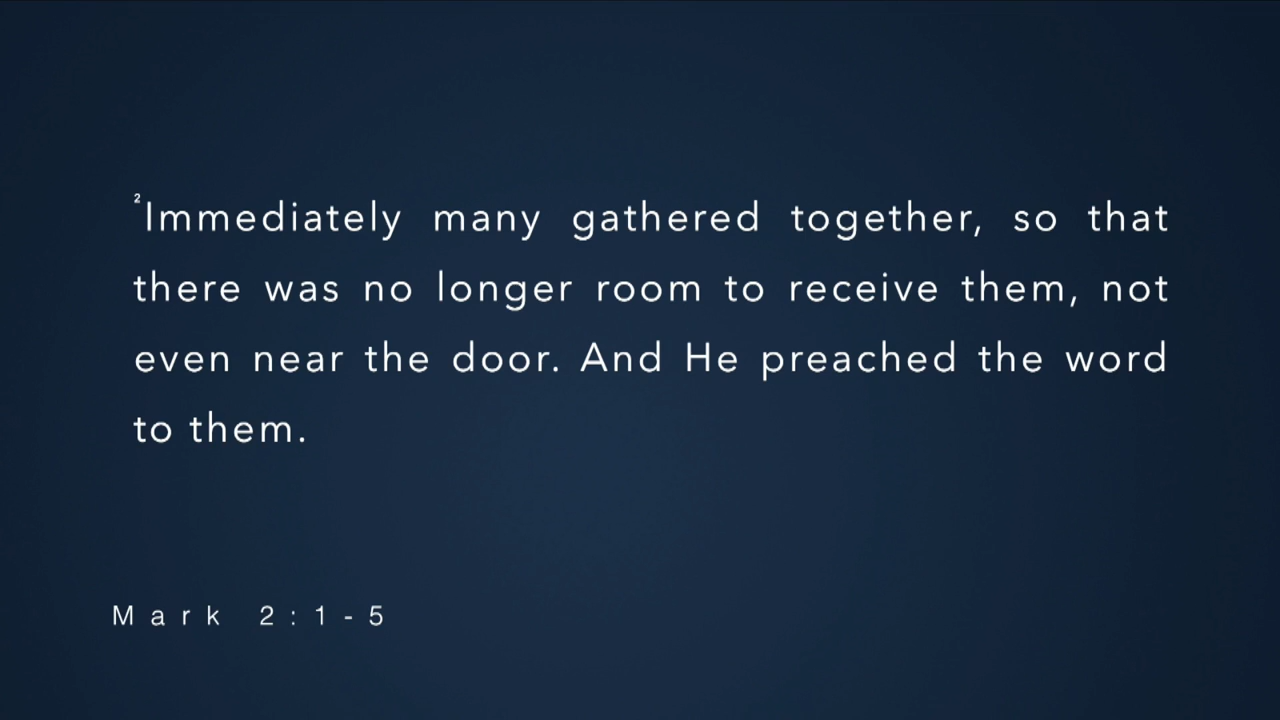 ²Immediately many gathered together, so that
there was no longer room to receive them, not
even near the door. And He preached the word
to them.
Mark 2:1-5